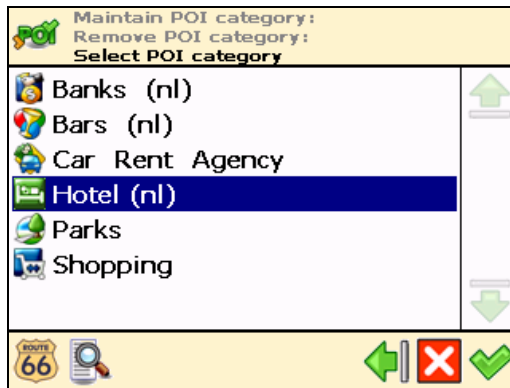 Maintain POI category:
Remove POI category:
Select POI category
POI
Banks (nl)
Bars (nl)
Car Rent Agency
Hotel (nl)
Parks
Shopping
ROUTE
66